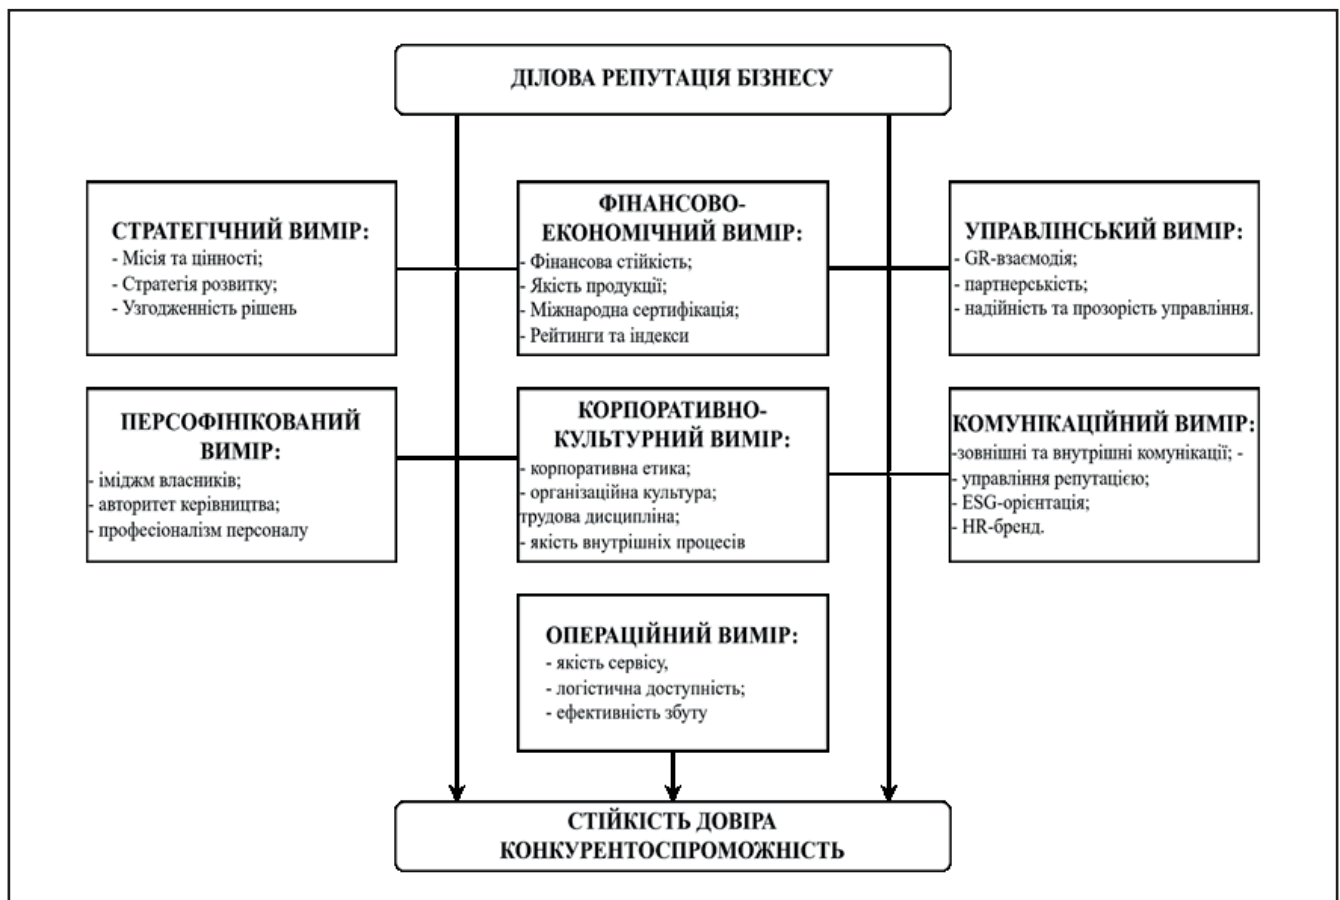 ДІЛОВА РЕПУТАЦІЯ БІЗНЕСУ
СТРАТЕГІЧНИЙ ВИМІР:
- Місія та цінності;
- Стратегія розвитку;
- Узгодженність рішень
ФІНАНСОВО-
ЕКОНОМІЧНИЙ ВИМІР:
- Фінансова стійкість;
- Якість продукції;
- Міжнародна сертифікація;
- Рейтинги та індекси
УПРАВЛІНСЬКИЙ ВИМІР:
- GR-взаємодія;
- партнерськість;
- надійність та прозорість управління.
ПЕРСОФІНІКОВАНИЙ
ВИМІР:
- іміджм власників;
- авторитет керівництва;
- професіоналізм персоналу
КОРПОРАТИВНО-
КУЛЬТУРНИЙ ВИМІР:
- корпоративна етика;
- організаційна культура;
трудова дисципліна;
- якість внутрішніх процесів
КОМУНІКАЦІЙНИЙ ВИМІР:
-зовнішні та внутрішні комунікації; -
- управління репутацією;
- ESG-орієнтація;
- HR-бренд.
ОПЕРАЦІЙНИЙ ВИМІР:
- якість сервісу,
- логістична доступність;
- ефективність збуту
СТІЙКІСТЬ ДОВІРА
КОНКУРЕНТОСПРОМОЖНІСТЬ